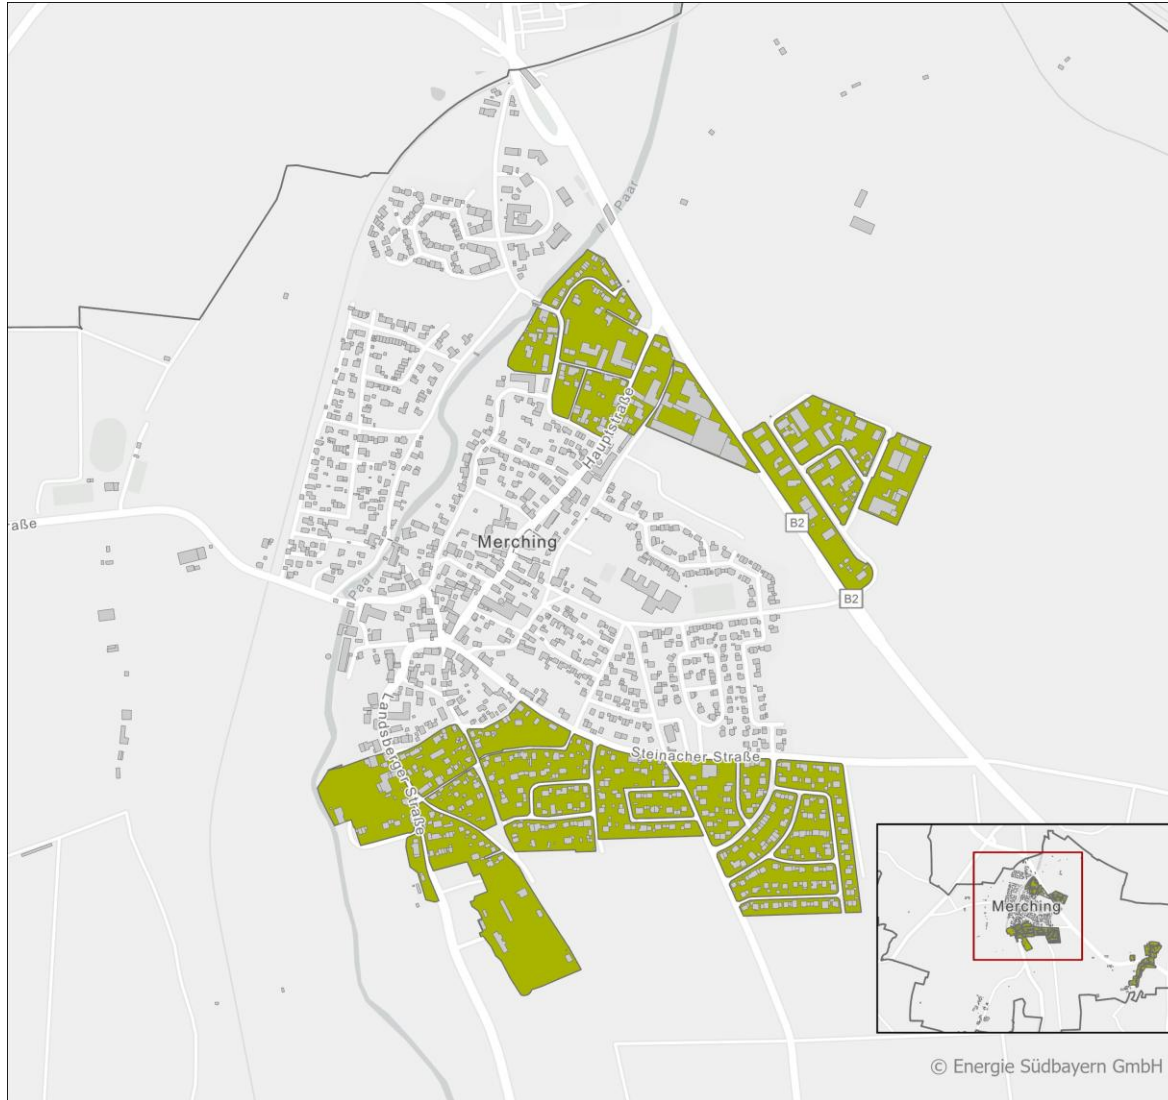 Paar
Hauptstraße
B2
raße
Merching
Paar
B2
Landsberger Straße
Steinacher Straße
Merching
© Energie Südbayern GmbH